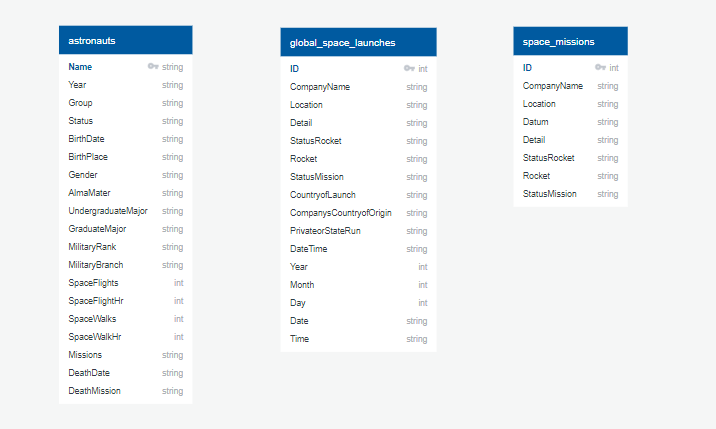 astronauts
Name string
Year string
Group string
Status string
BirthDate string
BirthPlace string
Gender string
AlmaMater string
UndergraduateMajor string
GraduateMajor string
MilitaryRank string
MilitaryBranch string
SpaceFlights int
SpaceFlightHr int
SpaceWalks int
SpaceWalkHr int
Missions string
DeathDate string
DeathMission string
global_space_launches
ID int
CompanyName string
Location string
Detail string
StatusRocket string
Rocket string
StatusMission string
CountryofLaunch string
CompanysCountryofOrigin string
PrivateorStateRun string
DateTime string
Year int
Month int
Day int
Date string
Time string
space_missions
ID int
CompanyName string
Location string
Datum string
Detail string
StatusRocket string
Rocket string
StatusMission string